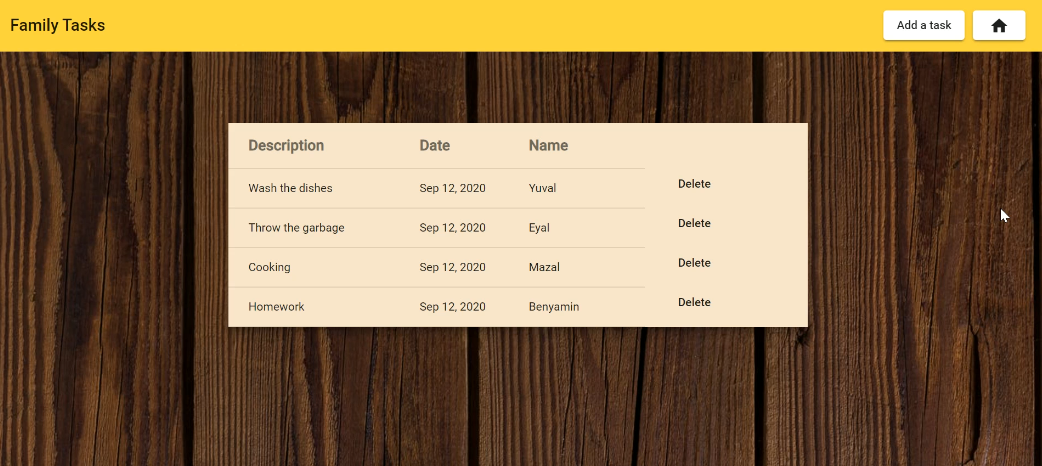 Family Tasks
Add a task
Description Date Name
Wash the dishes Sep 12, 2020 Yuval Delete
Throw the garbage Sep 12, 2020 Eyal Delete
Cooking Sep 12, 2020 Mazal Delete
Homework Sep 12, 2020 Benyamin Delete